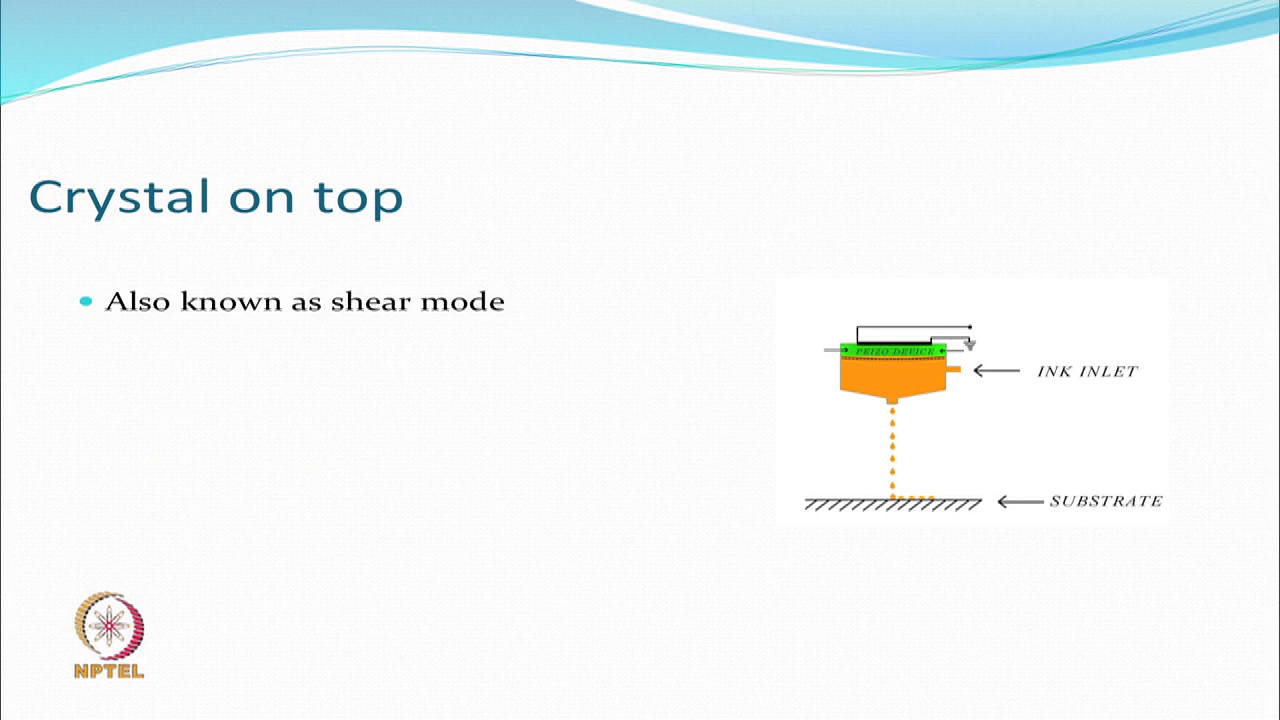 Crystal on top
Also known as shear mode
PEIZO DEVICE
INK INLET
SUBSTRATE
NPTEL